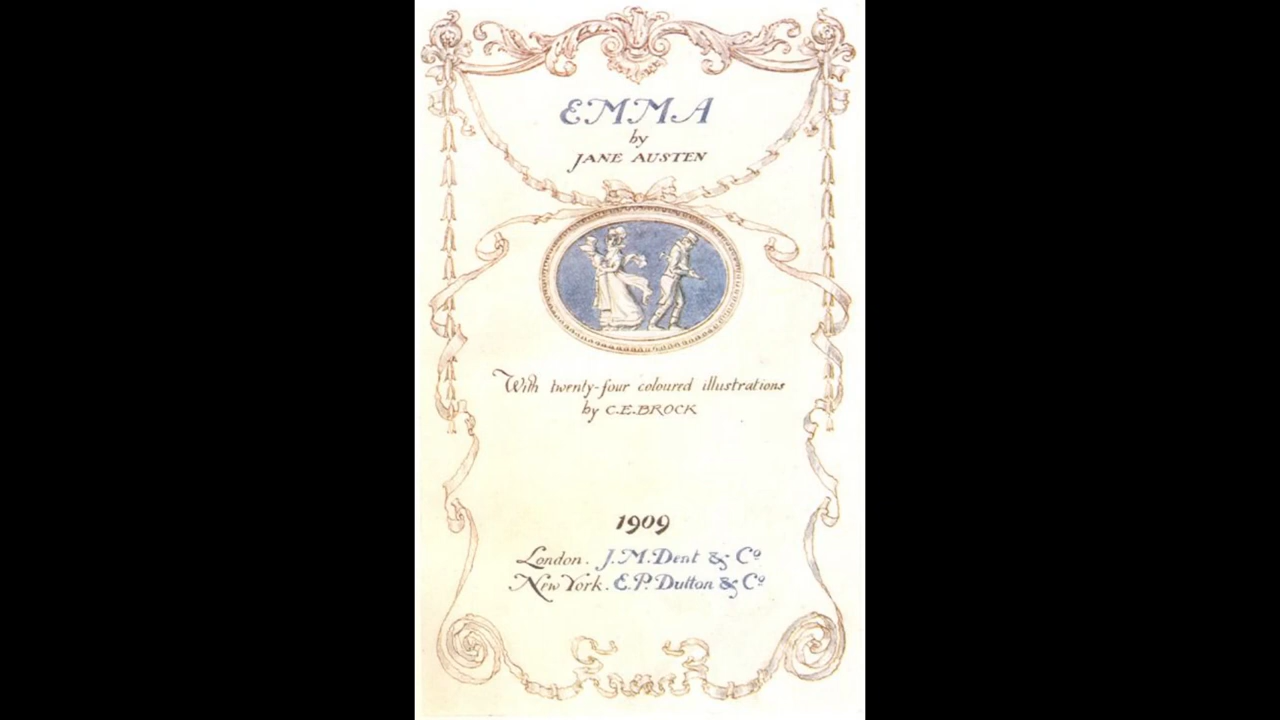 EMMA
by
JANE AUSTEN
With twenty-four coloured illustrations
by C.E.BROCK
1909
London. J.M.Dent & Cº
New York. E.P. Dutton & Cº